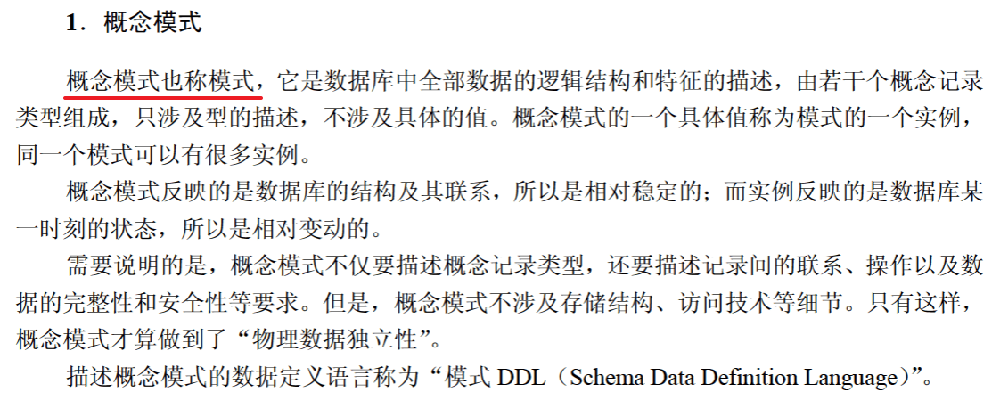 1．概念模式
概念模式也称模式，它是数据库中全部数据的逻辑结构和特征的描述，由若干个概念记录
类型组成，只涉及型的描述，不涉及具体的值。概念模式的一个具体值称为模式的一个实例，
同一个模式可以有很多实例。
概念模式反映的是数据库的结构及其联系，所以是相对稳定的；而实例反映的是数据库某
一时刻的状态，所以是相对变动的。
需要说明的是，概念模式不仅要描述概念记录类型，还要描述记录间的联系、操作以及数
据的完整性和安全性等要求。但是，概念模式不涉及存储结构、访问技术等细节。只有这样，
概念模式才算做到了“物理数据独立性”。
描述概念模式的数据定义语言称为“模式 DDL（Schema Data Definition Language）”。